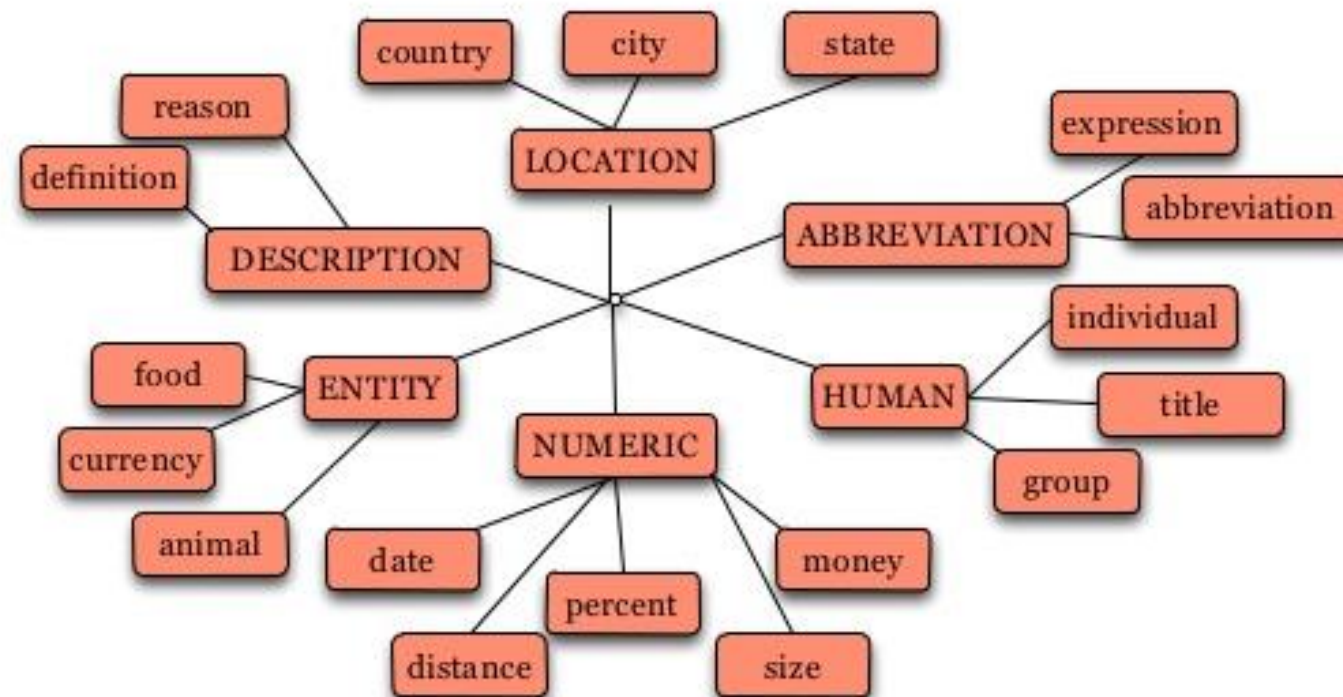 country
city
state
reason
expression
definition
LOCATION
abbreviation
DESCRIPTION
ABBREVIATION
individual
food
ENTITY
HUMAN
title
currency
NUMERIC
group
animal
date
money
percent
distance
size